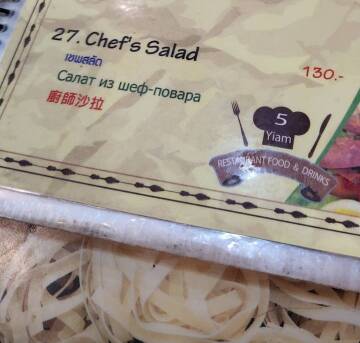 27. Chef's Salad
เชฟสลัด
130.-
Салат из шеф-повара
廚師沙拉
5
Yiam
RESTAURANT FOOD & DRINKS